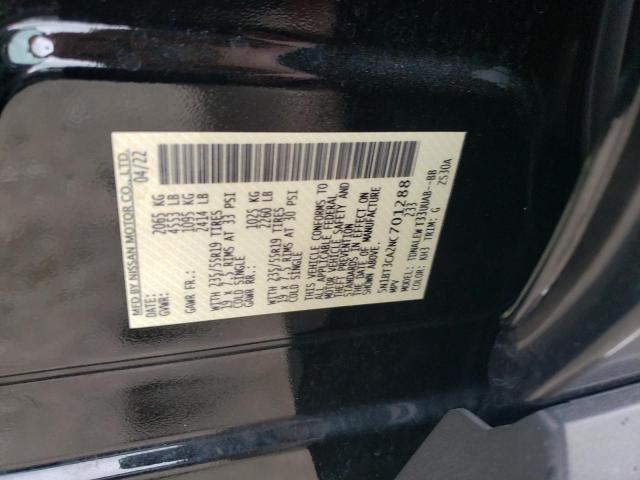 MFD BY NISSAN MOTOR CO., LTD.
DATE: 04/22
GVWR: 2065 KG
4553 LB
GAWR FR.: 1095 KG
2414 LB
WITH 235/55R19 TIRES
19 X 7.5 RIMS AT 33 PSI
COLD SINGLE
GAWR RR.: 1025 KG
2260 LB
WITH 235/55R19 TIRES
19 X 7.5 RIMS AT 30 PSI
COLD SINGLE
THIS VEHICLE CONFORMS TO
ALL APPLICABLE FEDERAL
MOTOR VEHICLE SAFETY AND
THEFT PREVENTION
STANDARDS IN EFFECT ON
THE DATE OF MANUFACTURE
SHOWN ABOVE.
5N1BT3CA2NC701288
MPV 233
MODEL: TDNALGWT33UUAB--BB
COLOR: KH3 TRIM: G ZS30A